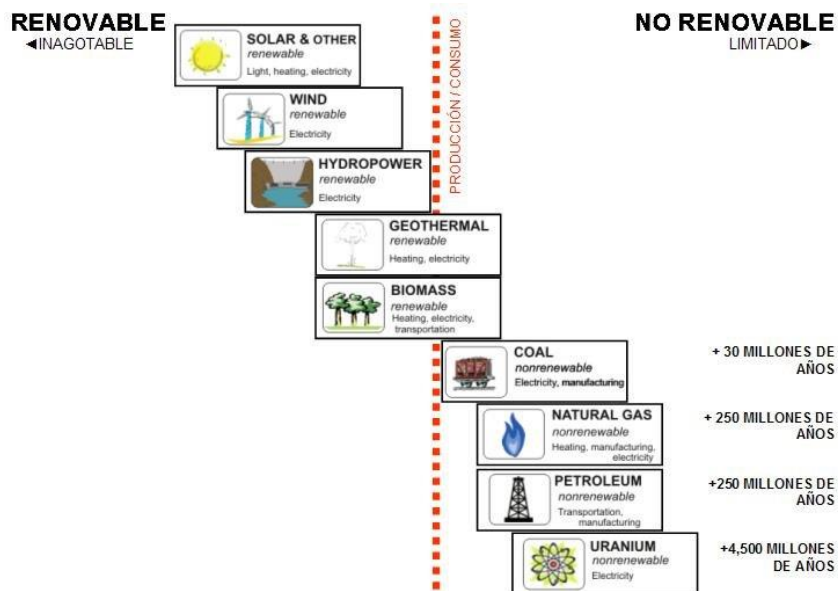 RENOVABLE
◄INAGOTABLE
NO RENOVABLE
LIMITADO►
PRODUCCIÓN / CONSUMO
SOLAR & OTHER
renewable
Light, heating, electricity
WIND
renewable
Electricity
HYDROPOWER
renewable
Electricity
GEOTHERMAL
renewable
Heating, electricity
BIOMASS
renewable
Heating, electricity,
transportation
COAL
nonrenewable
Electricity, manufacturing
+ 30 MILLONES DE
AÑOS
NATURAL GAS
nonrenewable
Heating, manufacturing,
electricity
+ 250 MILLONES DE
AÑOS
PETROLEUM
nonrenewable
Transportation,
manufacturing
+250 MILLONES DE
AÑOS
URANIUM
nonrenewable
Electricity
+4,500 MILLONES
DE AÑOS